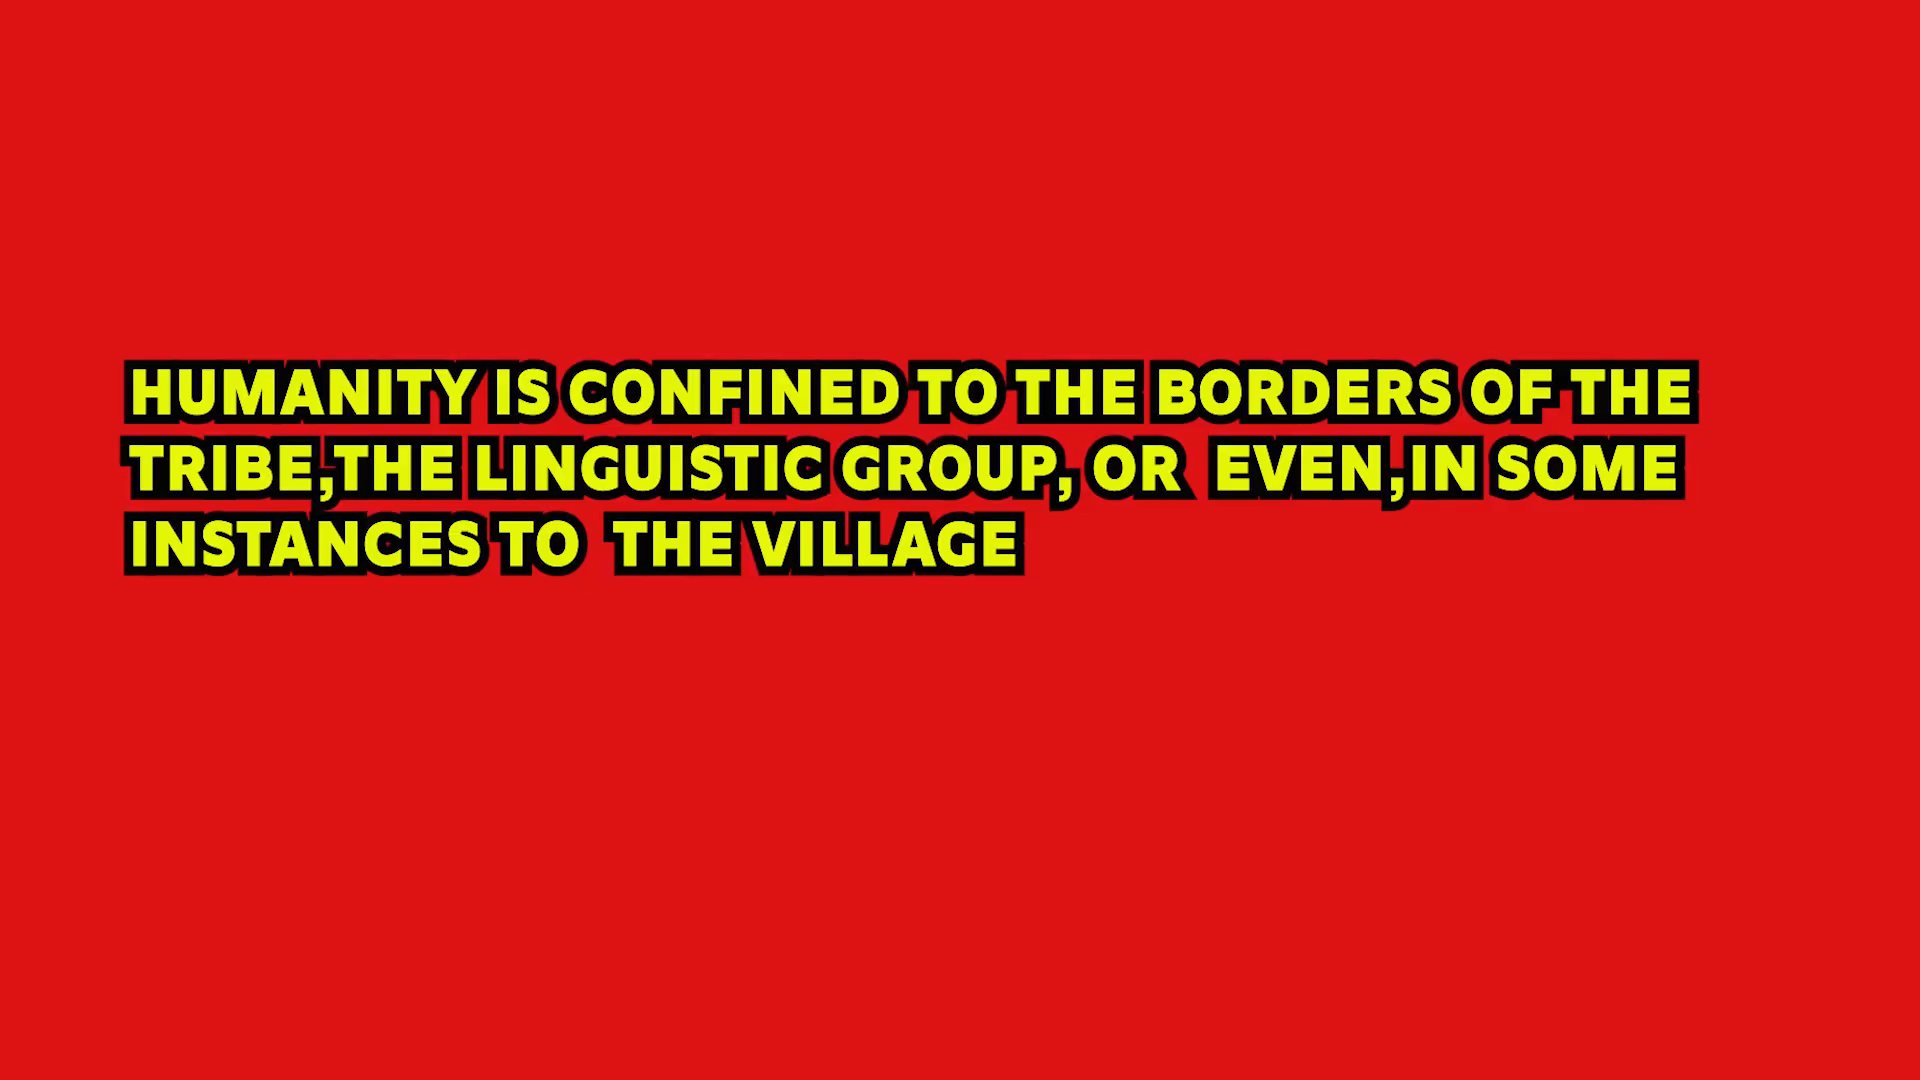 HUMANITY IS CONFINED TO THE BORDERS OF THE
TRIBE,THE LINGUISTIC GROUP, OR  EVEN,IN SOME
INSTANCES TO  THE VILLAGE